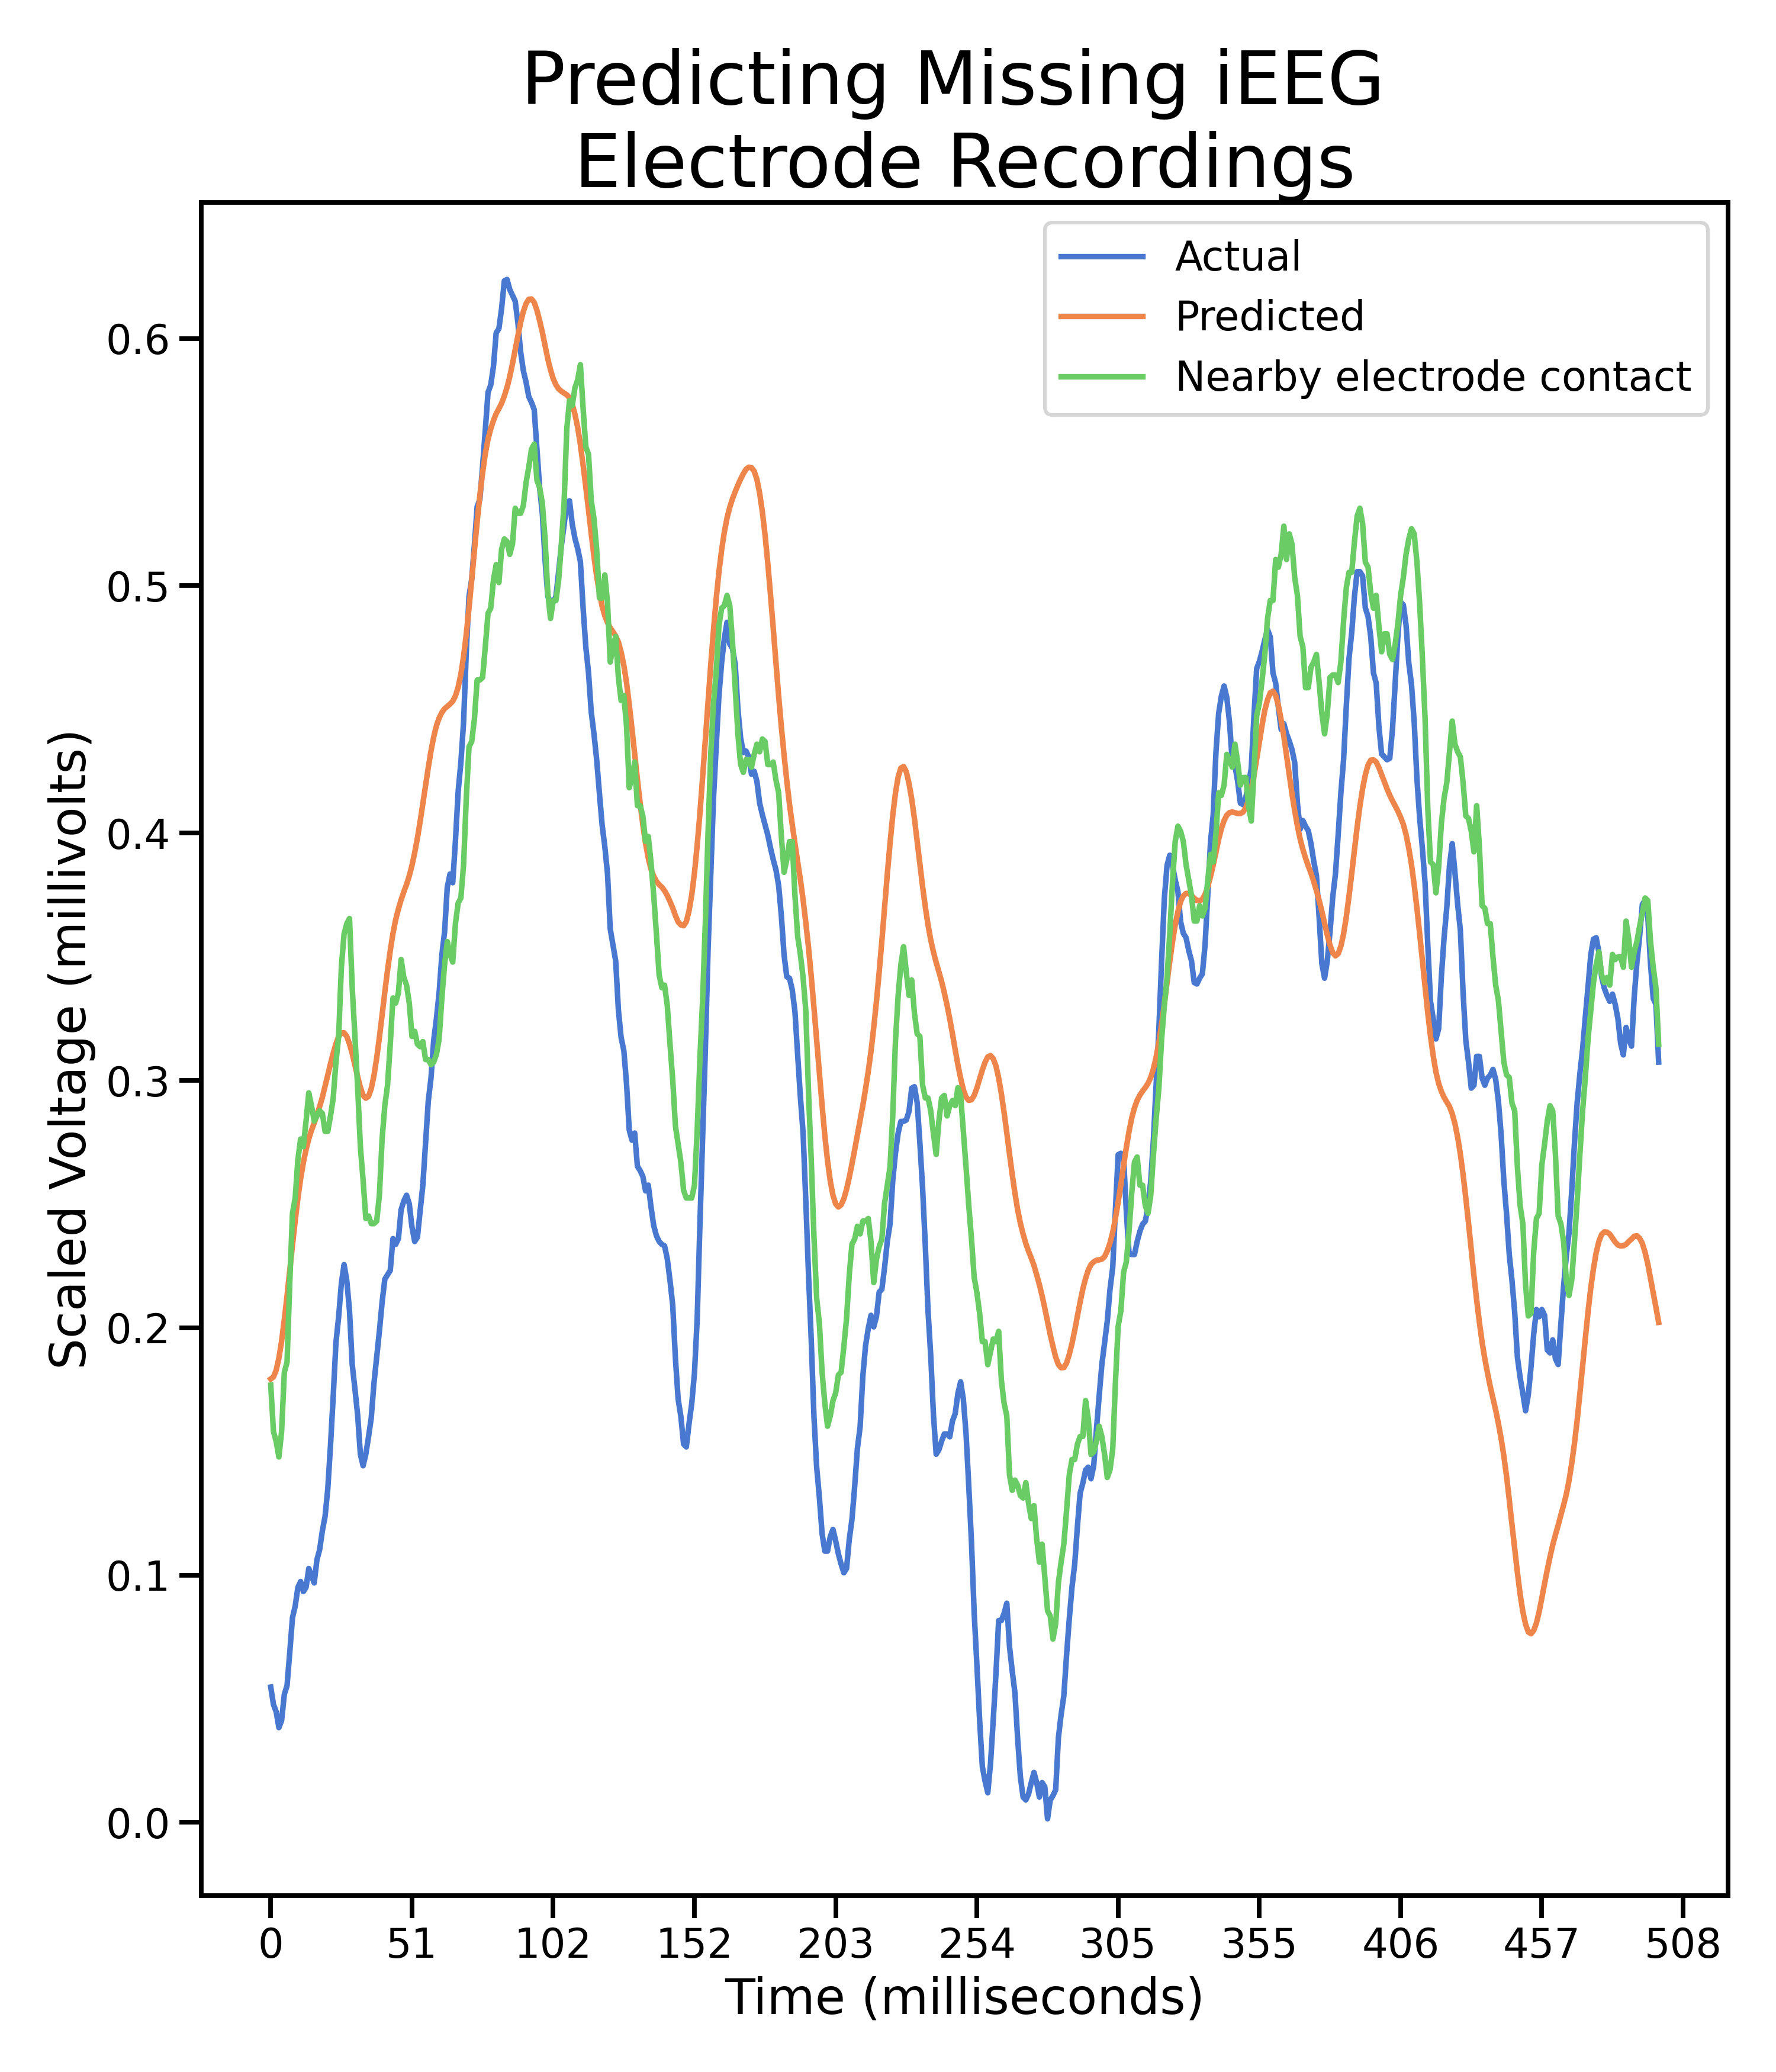 Predicting Missing iEEG
Electrode Recordings
Actual
Predicted
Nearby electrode contact
Scaled Voltage (millivolts)
0.6
0.5
0.4
0.3
0.2
0.1
0.0
0 51 102 152 203 254 305 355 406 457 508
Time (milliseconds)